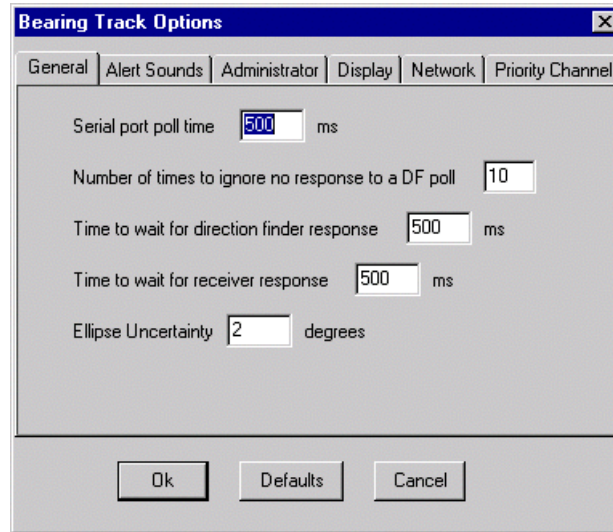 Bearing Track Options
General Alert Sounds Administrator Display Network Priority Channel
Serial port poll time 500 ms
Number of times to ignore no response to a DF poll 10
Time to wait for direction finder response 500 ms
Time to wait for receiver response 500 ms
Ellipse Uncertainty 2 degrees
Ok Defaults Cancel